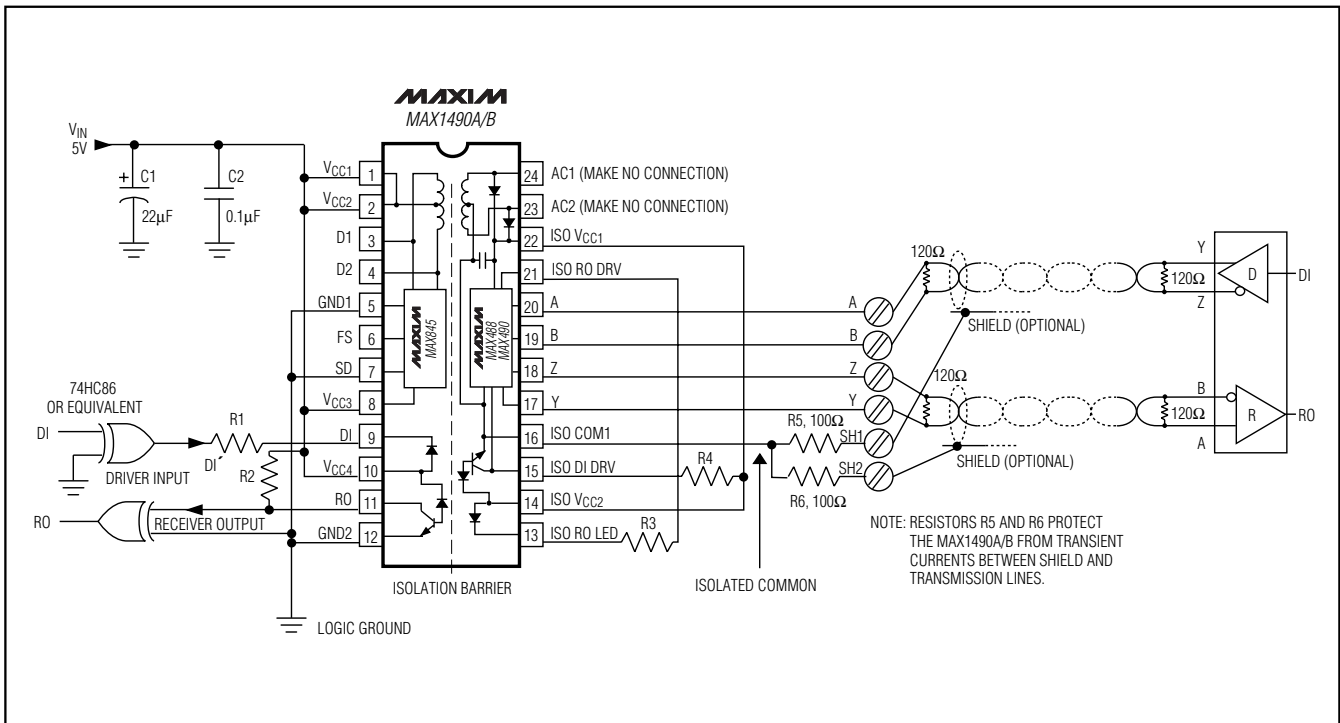 MAXIM
MAX1490A/B
VIN
5V
+ C1
22µF
C2
0.1µF
VCC1
VCC2
D1
D2
GND1
FS
SD
VCC3
DI
VCC4
RO
GND2
1
2
3
4
5
6
7
8
9
10
11
12
MAXIM
MAX845
MAXIM
MAX488
MAX490
24 AC1 (MAKE NO CONNECTION)
23 AC2 (MAKE NO CONNECTION)
22 ISO VCC1
21 ISO RO DRV
20 A
19 B
18 Z
17 Y
16 ISO COM1
15 ISO DI DRV
14 ISO VCC2
13 ISO RO LED
74HC86
OR EQUIVALENT
DI
DRIVER INPUT
DI´
R1
R2
RO
RECEIVER OUTPUT
LOGIC GROUND
ISOLATION BARRIER
R3
R4
ISOLATED COMMON
R5, 100Ω
R6, 100Ω
A
B
Z
Y
SH1
SH2
120Ω
SHIELD (OPTIONAL)
120Ω
Y
Z
D
DI
120Ω
SHIELD (OPTIONAL)
120Ω
B
A
R
RO
NOTE: RESISTORS R5 AND R6 PROTECT
THE MAX1490A/B FROM TRANSIENT
CURRENTS BETWEEN SHIELD AND
TRANSMISSION LINES.